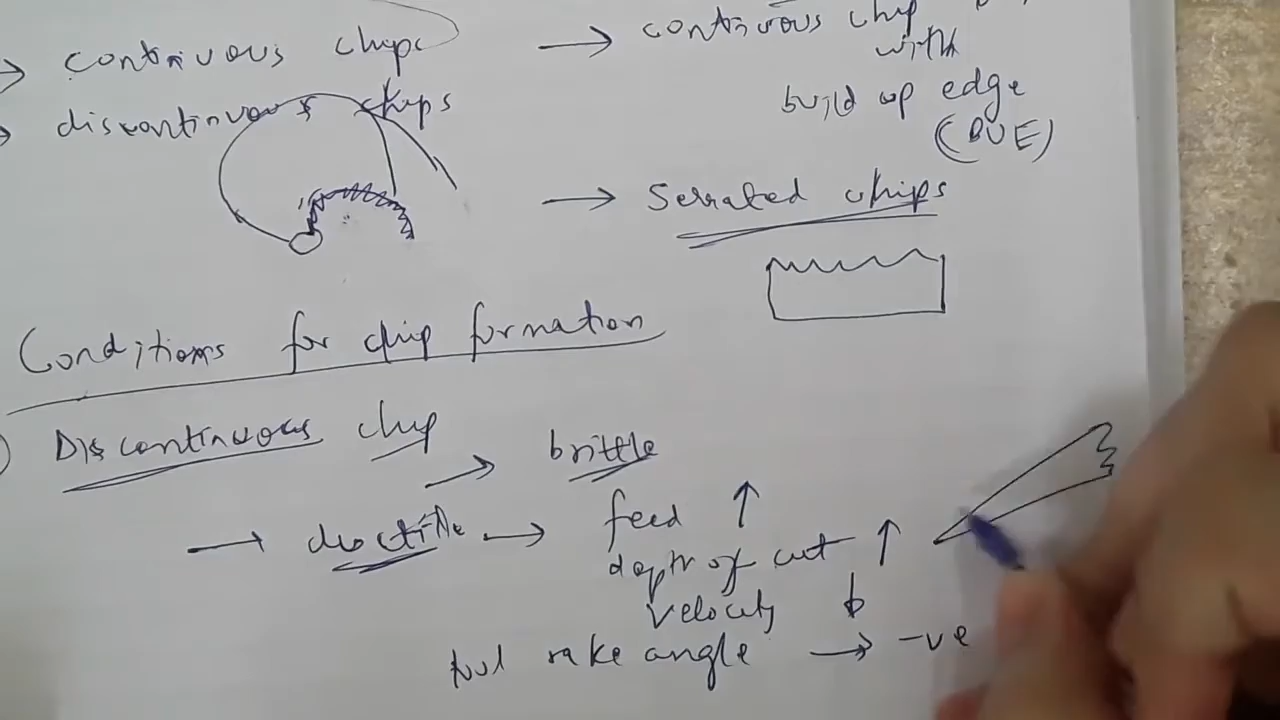 → continuous chips → continuous chip
with
→ discontinuous chips build up edge
(BUE)
→ Serrated chips
Conditions for chip formation
Discontinuous chip
→ brittle
→ ductile → feed ↑
depth of cut ↑
velocity ↓
tool rake angle → -ve